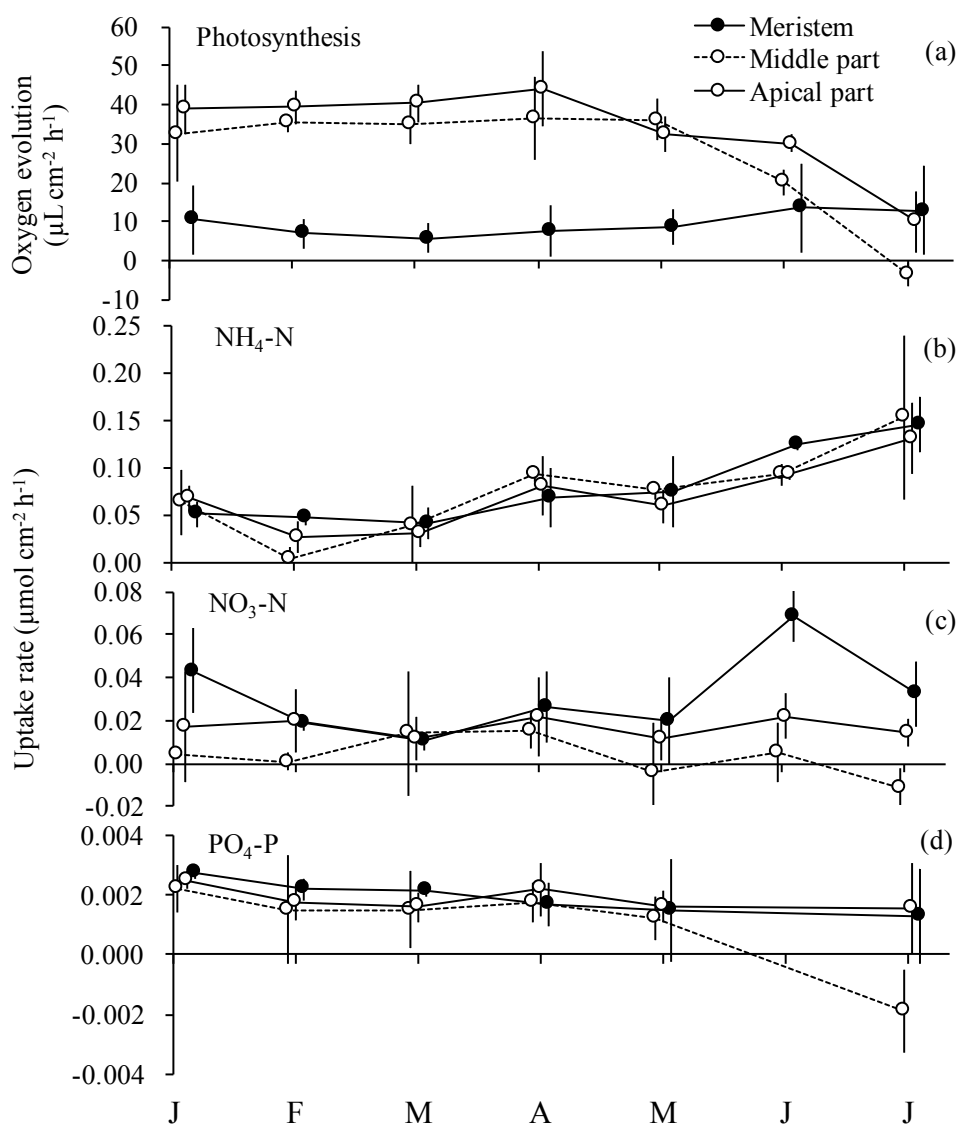 Photosynthesis
Meristem
Middle part
Apical part
(a)
60
50
40
30
20
10
0
-10
Oxygen evolution
(µL cm⁻² h⁻¹)
NH₄-N
(b)
0.25
0.20
0.15
0.10
0.05
0.00
Uptake rate (µmol cm⁻² h⁻¹)
NO₃-N
(c)
0.08
0.06
0.04
0.02
0.00
-0.02
PO₄-P
(d)
0.004
0.002
0.000
-0.002
-0.004
J F M A M J J